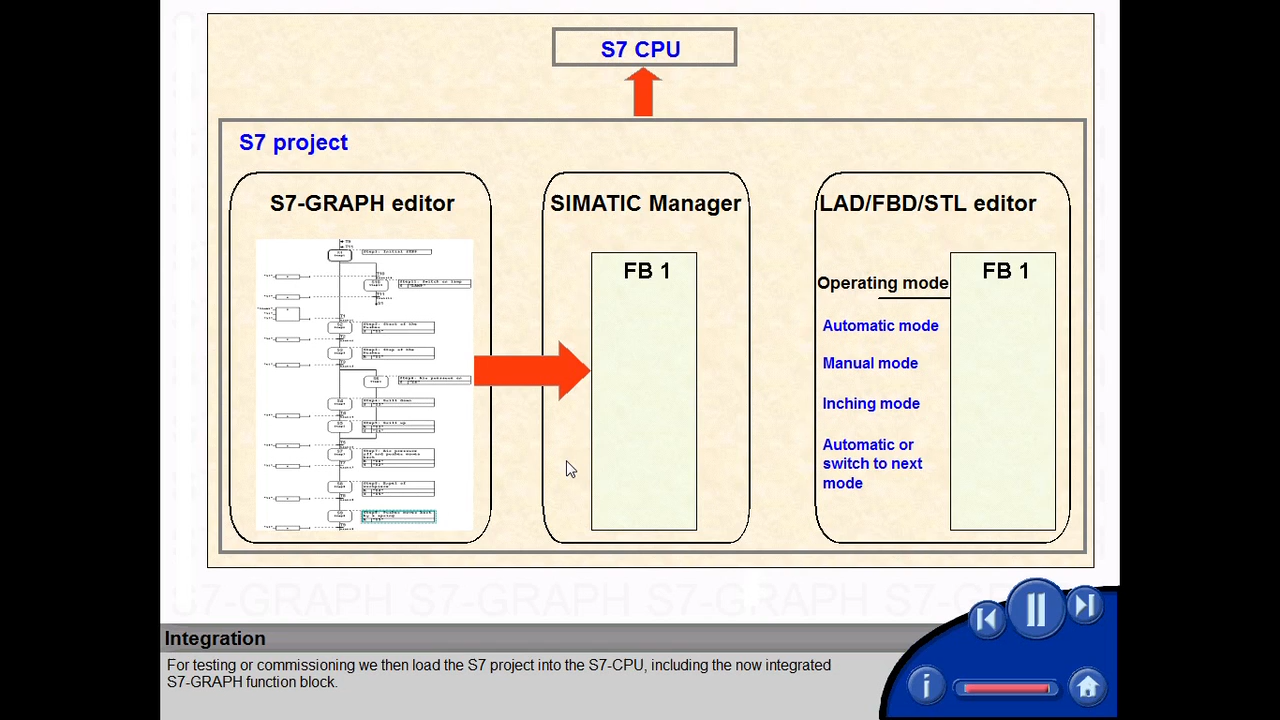 S7 CPU
S7 project
S7-GRAPH editor
SIMATIC Manager
LAD/FBD/STL editor
FB 1
FB 1
Operating mode
Automatic mode
Manual mode
Inching mode
Automatic or
switch to next
mode
S7-GRAPH S7-GRAPH S7-GRAPH S7-G
Integration
For testing or commissioning we then load the S7 project into the S7-CPU, including the now integrated
S7-GRAPH function block.